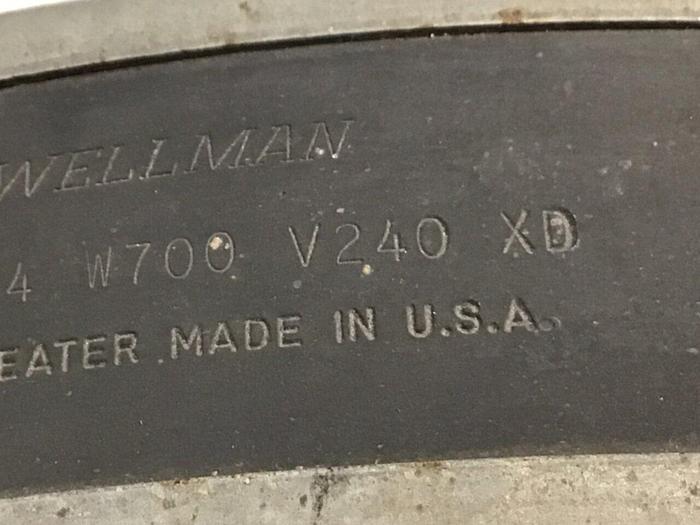 WELLMAN
4 W700 V240 XD
EATER MADE IN U.S.A.